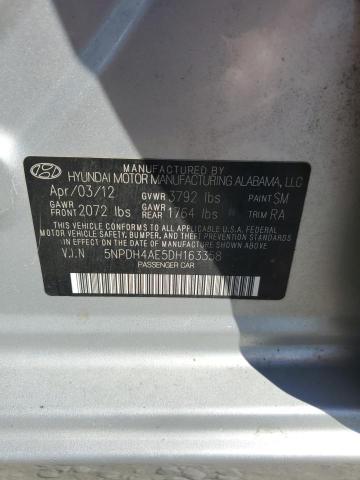 MANUFACTURED BY
HYUNDAI MOTOR MANUFACTURING ALABAMA, LLC
Apr/03/12 GVWR 3792 lbs PAINT SM
GAWR FRONT 2072 lbs GAWR REAR 1764 lbs TRIM RA
THIS VEHICLE CONFORMS TO ALL APPLICABLE U.S.A. FEDERAL
MOTOR VEHICLE SAFETY, BUMPER, AND THEFT PREVENTION STANDARDS
IN EFFECT ON THE DATE OF MANUFACTURE SHOWN ABOVE.
V.I.N 5NPDH4AE5DH163358
PASSENGER CAR